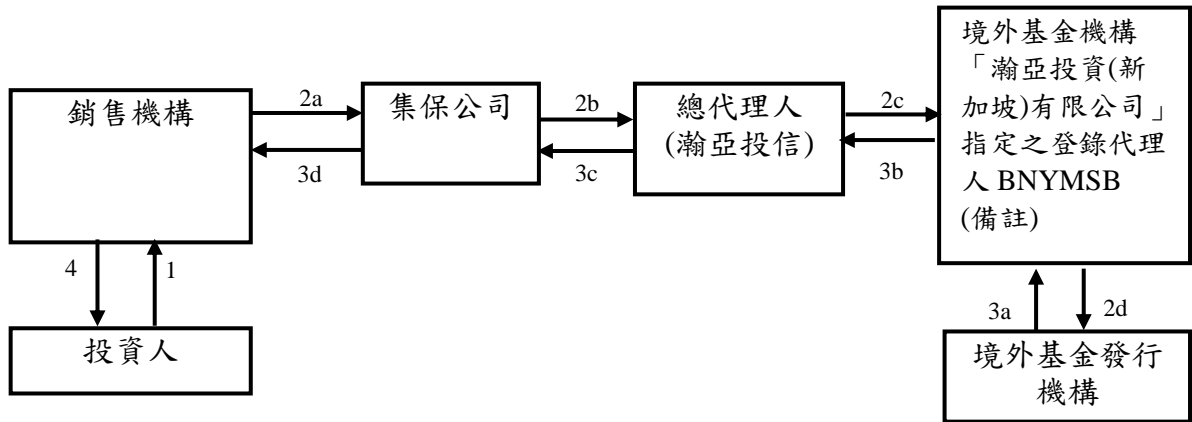 銷售機構
2a
3d
集保公司
2b
3c
總代理人
(瀚亞投信)
2c
3b
境外基金機構
「瀚亞投資(新
加坡)有限公司」
指定之登錄代理
人 BNYMSB
(備註)
4
1
3a
2d
投資人
境外基金發行
機構